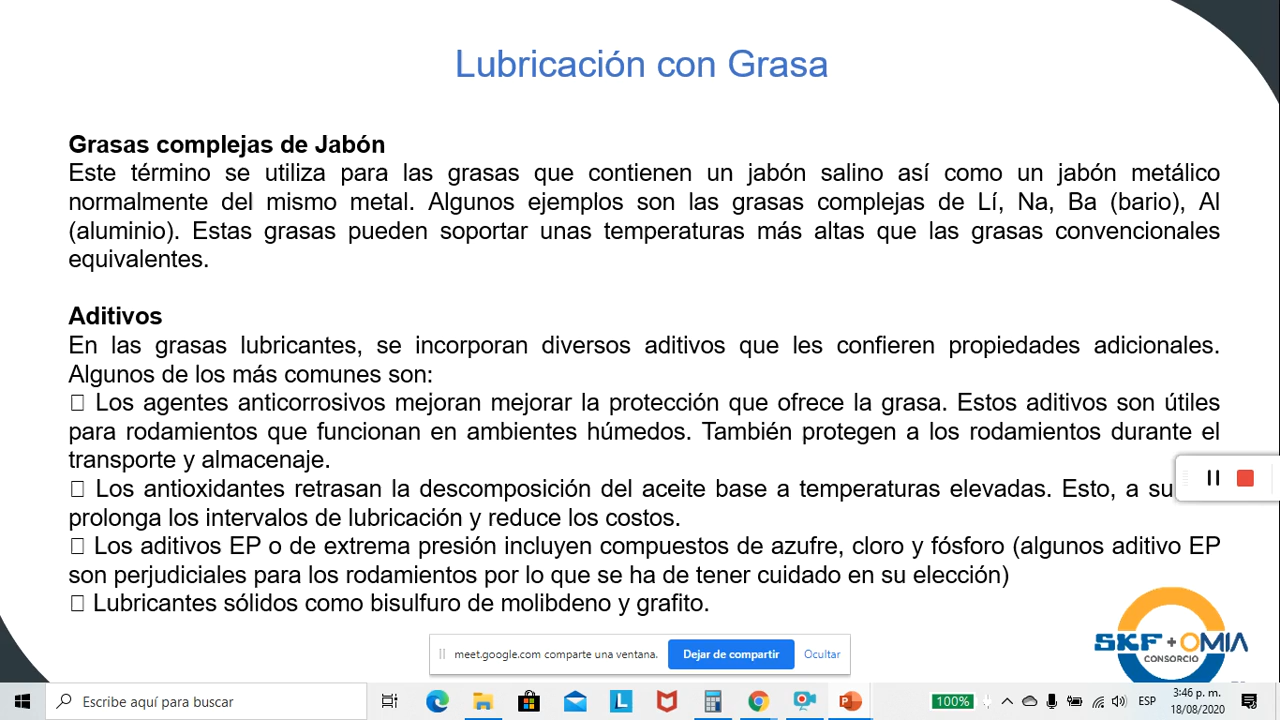 Lubricación con Grasa
Grasas complejas de Jabón
Este término se utiliza para las grasas que contienen un jabón salino así como un jabón metálico
normalmente del mismo metal. Algunos ejemplos son las grasas complejas de Lí, Na, Ba (bario), Al
(aluminio). Estas grasas pueden soportar unas temperaturas más altas que las grasas convencionales
equivalentes.
Aditivos
En las grasas lubricantes, se incorporan diversos aditivos que les confieren propiedades adicionales.
Algunos de los más comunes son:
Los agentes anticorrosivos mejoran mejorar la protección que ofrece la grasa. Estos aditivos son útiles
para rodamientos que funcionan en ambientes húmedos. También protegen a los rodamientos durante el
transporte y almacenaje.
Los antioxidantes retrasan la descomposición del aceite base a temperaturas elevadas. Esto, a su
prolonga los intervalos de lubricación y reduce los costos.
Los aditivos EP o de extrema presión incluyen compuestos de azufre, cloro y fósforo (algunos aditivo EP
son perjudiciales para los rodamientos por lo que se ha de tener cuidado en su elección)
Lubricantes sólidos como bisulfuro de molibdeno y grafito.
SKF + OMIA
CONSORCIO
meet.google.com comparte una ventana. Dejar de compartir Ocultar
Escribe aquí para buscar
100%
ESP
3:46 p. m.
18/08/2020